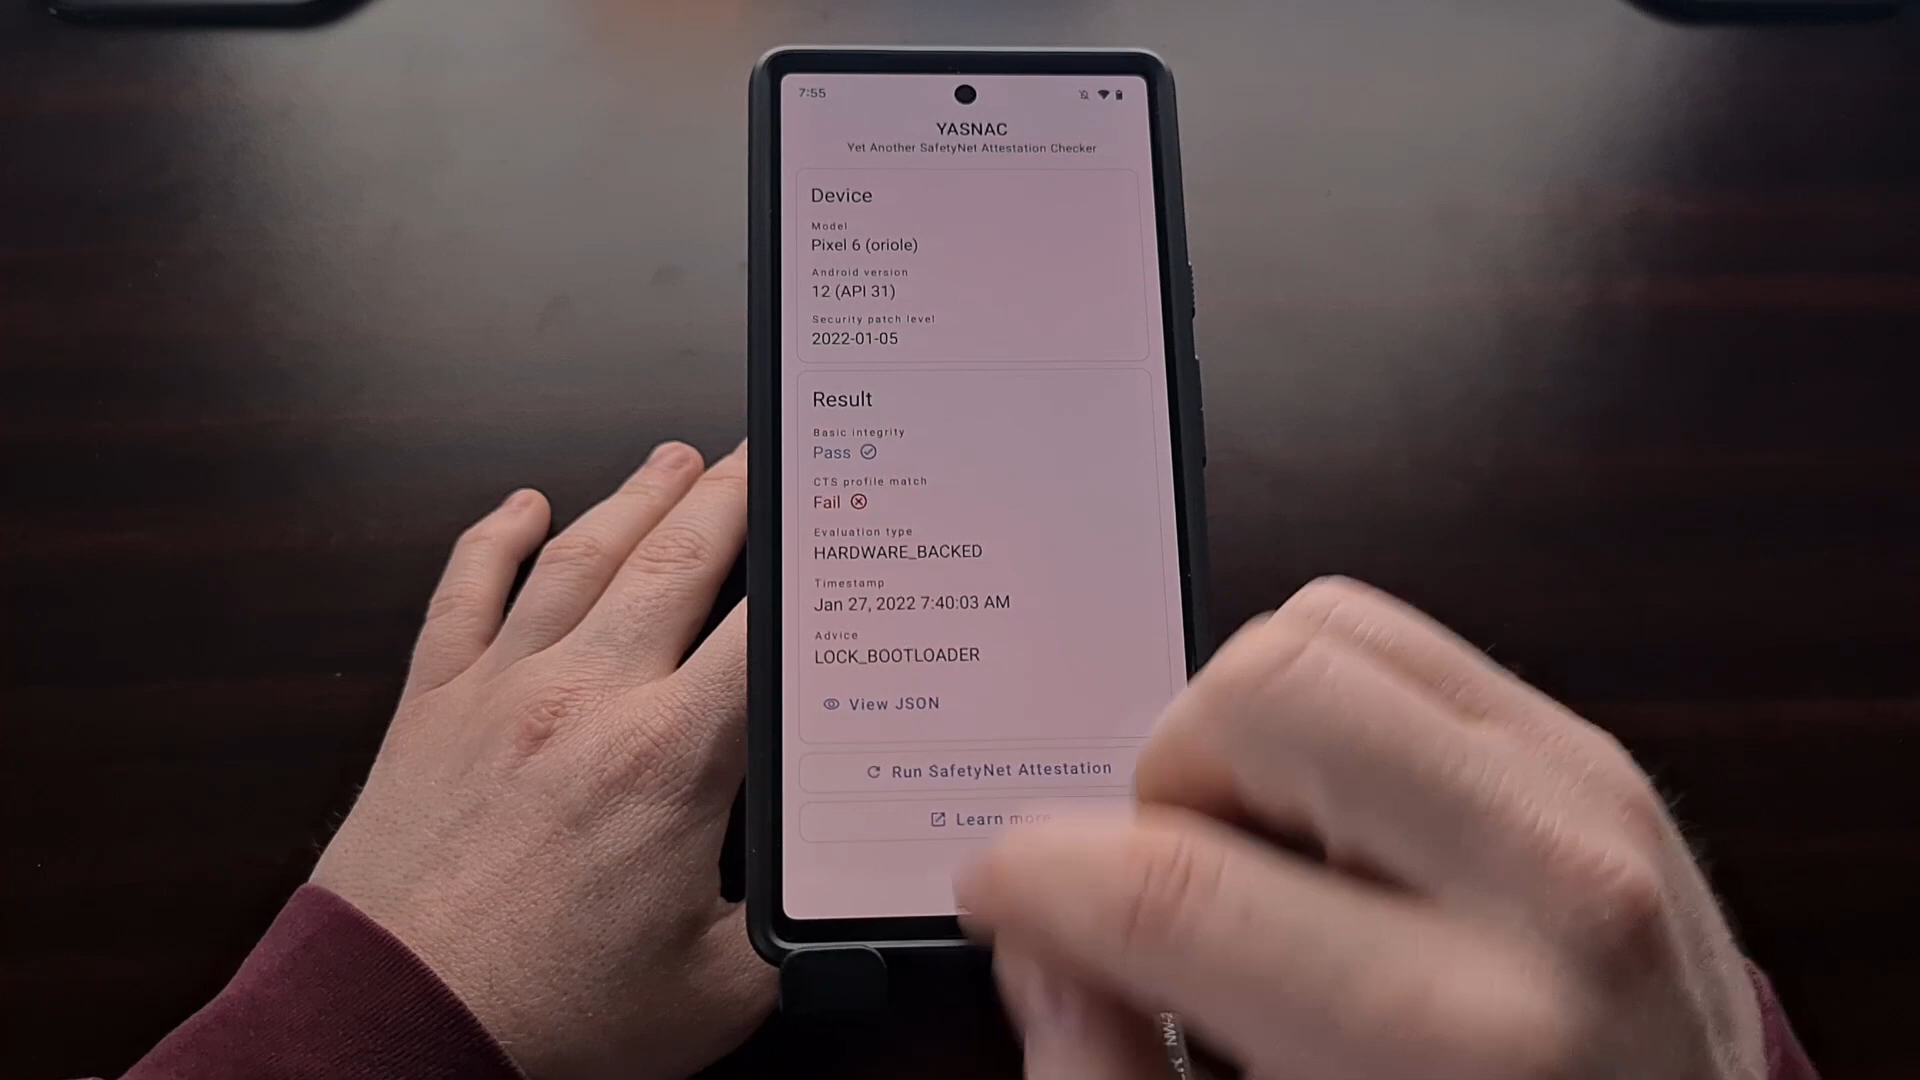 7:55
YASNAC
Yet Another SafetyNet Attestation Checker
Device
Model
Pixel 6 (oriole)
Android version
12 (API 31)
Security patch level
2022-01-05
Result
Basic integrity
Pass
CTS profile match
Fail
Evaluation type
HARDWARE_BACKED
Timestamp
Jan 27, 2022 7:40:03 AM
Advice
LOCK_BOOTLOADER
View JSON
Run SafetyNet Attestation
Learn more